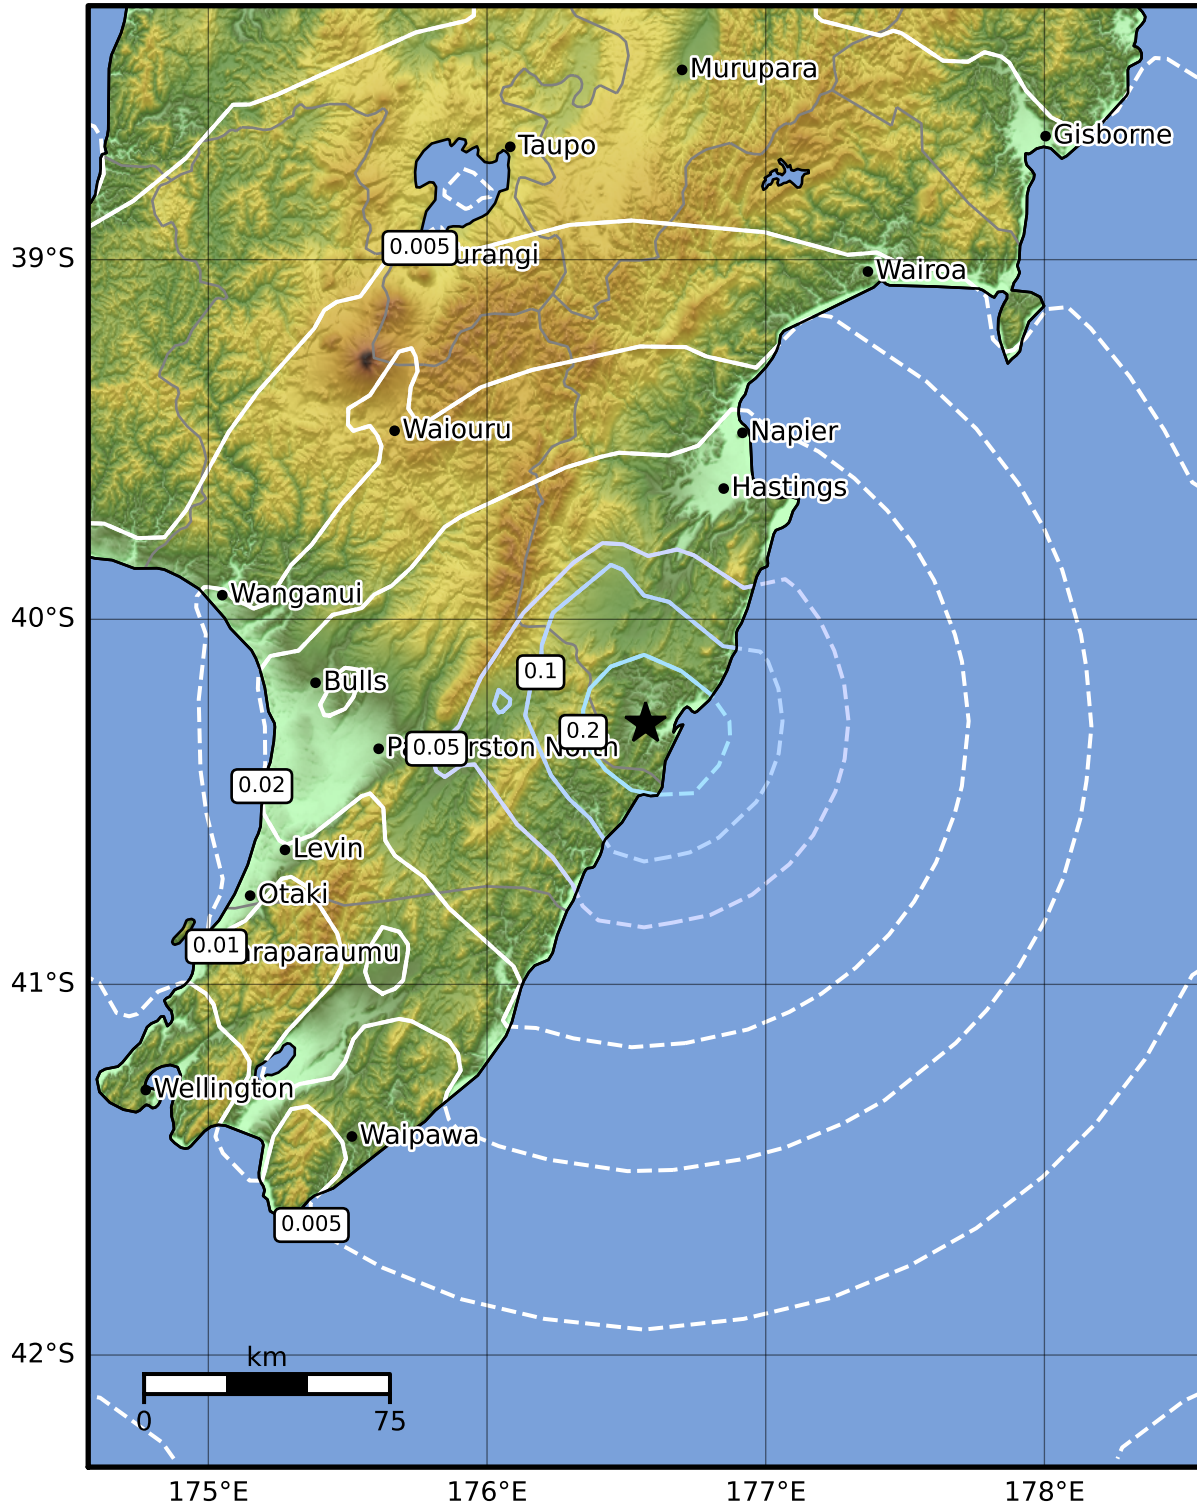 Murupara
Gisborne
Taupo
0.005
urangi
39°S
Wairoa
Waiouru
Napier
Hastings
Wanganui
40°S
0.1
Bulls
0.2
P
0.05
rston North
0.02
Levin
Otaki
0.01
araparaumu
41°S
Wellington
Waipawa
0.005
42°S
km
0
75
175°E
176°E
177°E
178°E